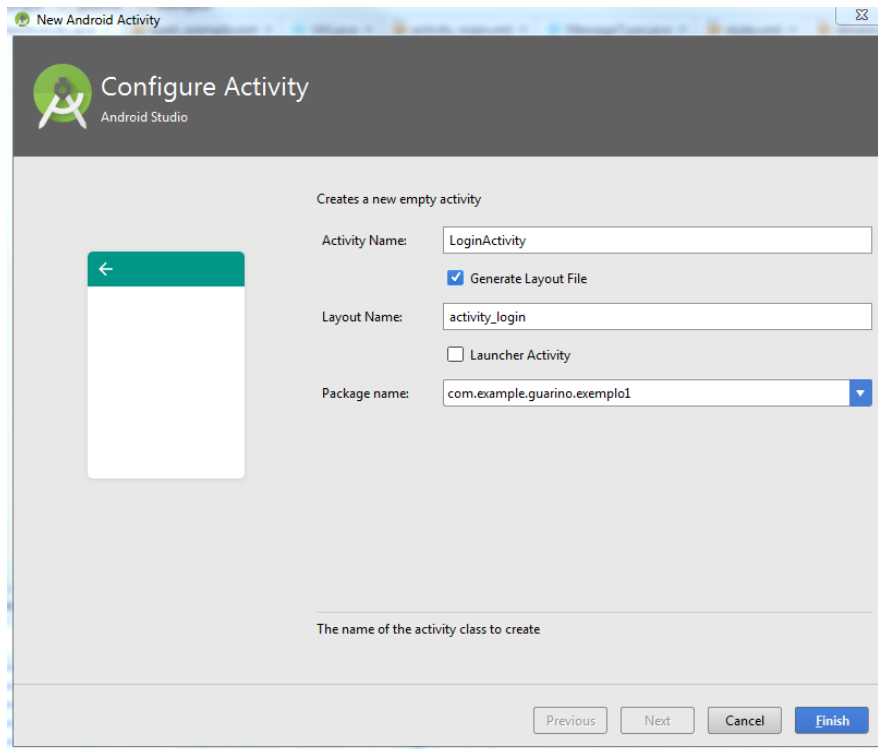 New Android Activity
Configure Activity
Android Studio
Creates a new empty activity
Activity Name: LoginActivity
Generate Layout File
Layout Name: activity_login
Launcher Activity
Package name: com.example.guarino.exemplo1
The name of the activity class to create
Previous Next Cancel Finish